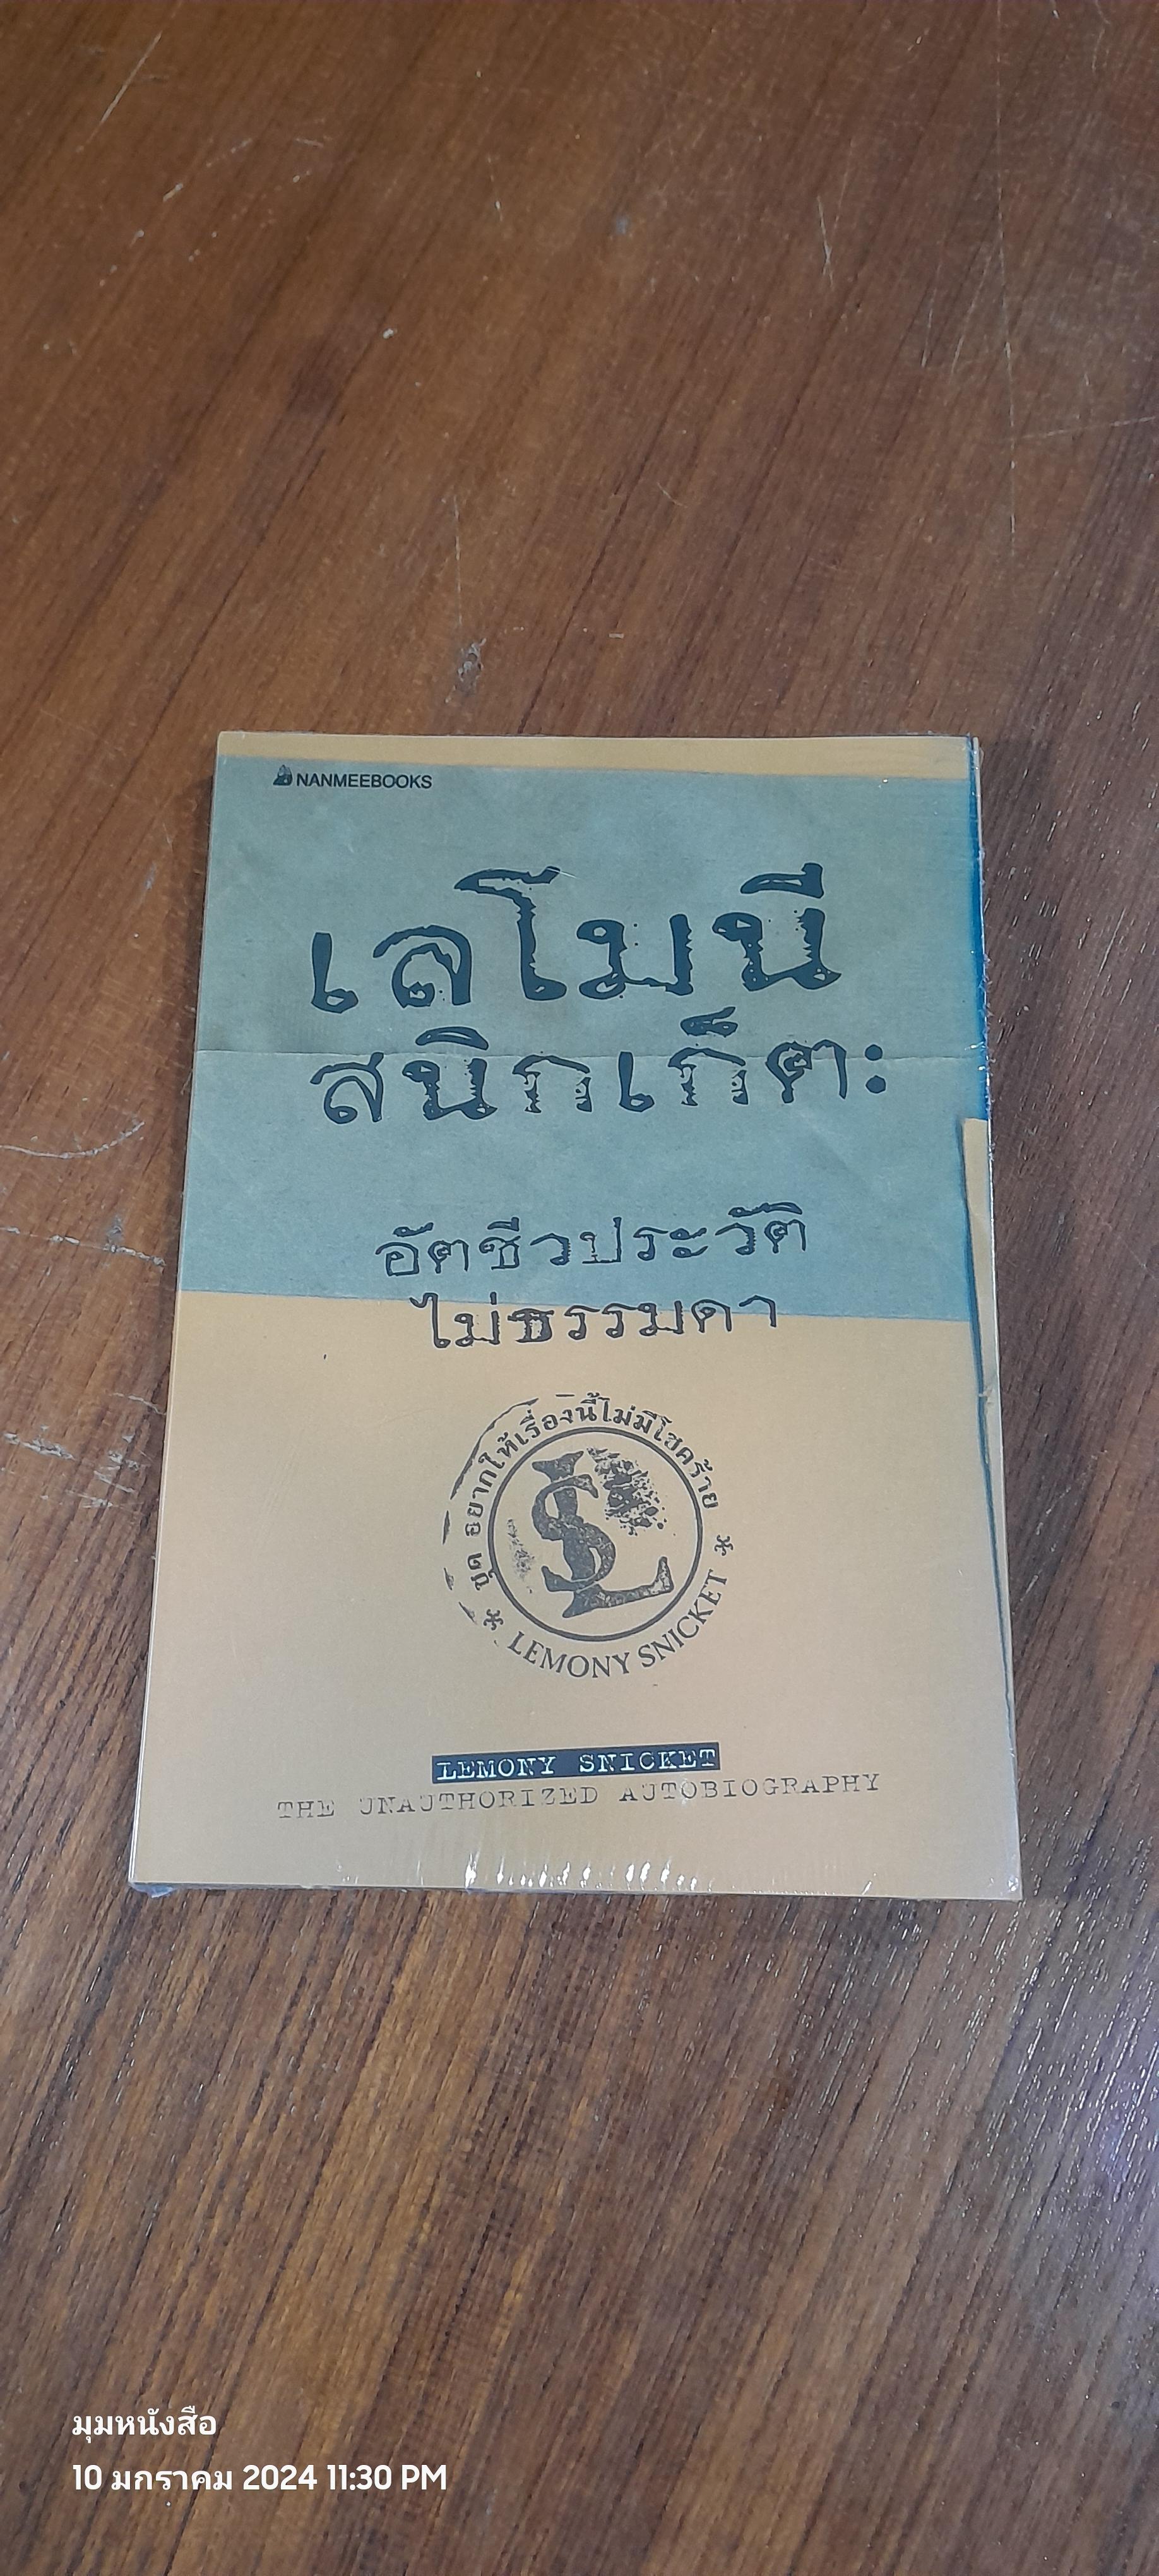 NANMEEBOOKS
เลโมนี
สนิกเก็ต:
อัตชีวประวัติ
ไม่ธรรมดา
ชุด อยากให้เรื่องนี้ไม่มีโชคร้าย
LS
LEMONY SNICKET
LEMONY SNICKET
THE UNAUTHORIZED AUTOBIOGRAPHY
มุมหนังสือ
10 มกราคม 2024 11:30 PM